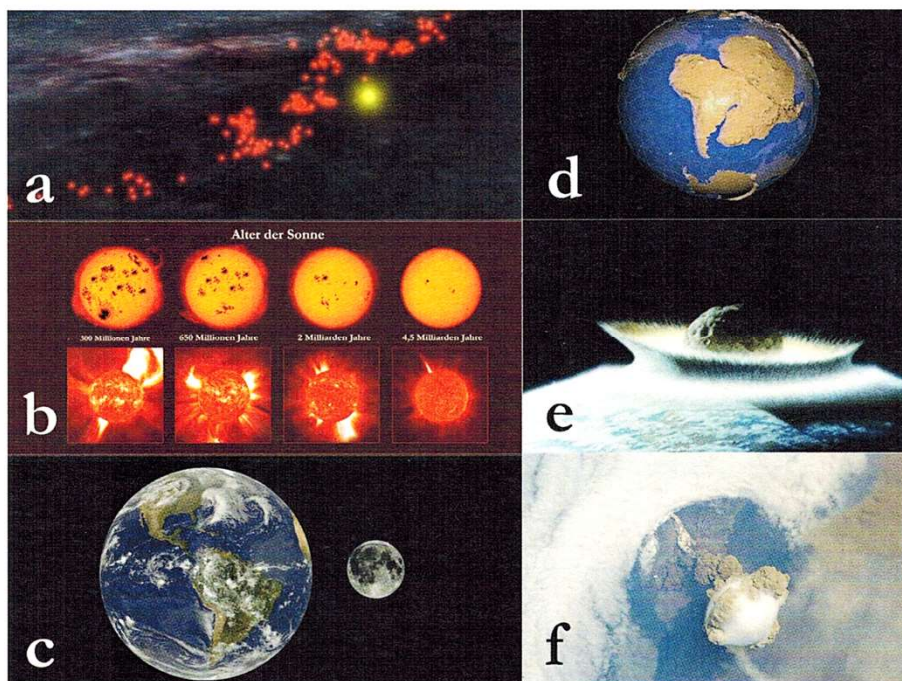 a
Alter der Sonne
300 Millionen Jahre
650 Millionen Jahre
2 Milliarden Jahre
4,5 Milliarden Jahre
b
c
d
e
f